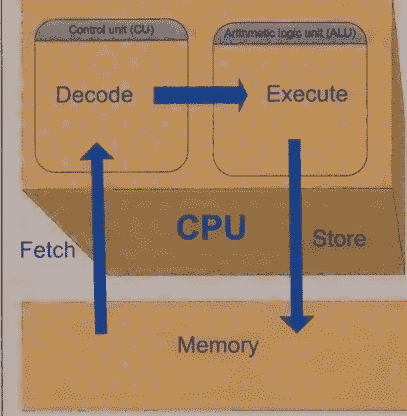 Control unit (CU)
Arithmetic logic unit (ALU)
Decode
Execute
CPU
Fetch
Store
Memory